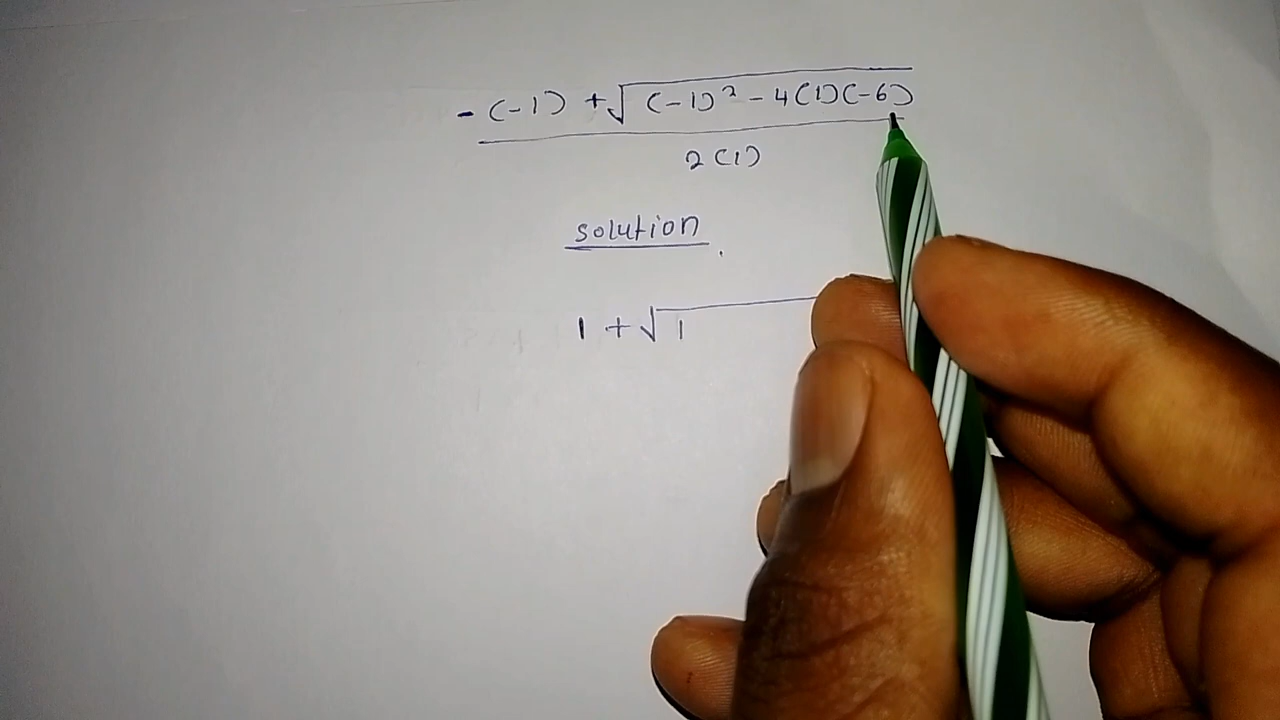 - (-1) + √(-1)² - 4(1)(-6)
2(1)
solution.
1 + √1